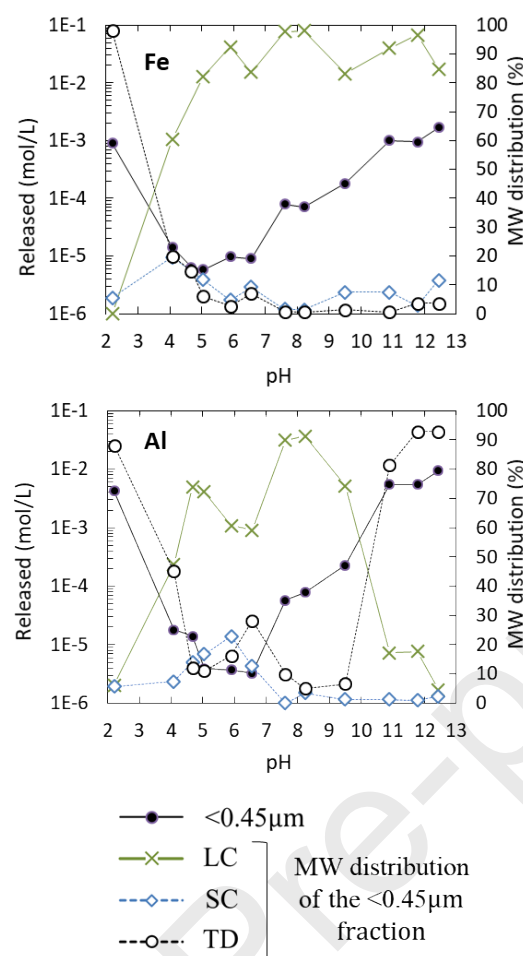 Fe
Released (mol/L)
1E-1
1E-2
1E-3
1E-4
1E-5
1E-6
MW distribution (%)
100
90
80
70
60
50
40
30
20
10
0
2 3 4 5 6 7 8 9 10 11 12 13
pH
Al
Released (mol/L)
1E-1
1E-2
1E-3
1E-4
1E-5
1E-6
MW distribution (%)
100
90
80
70
60
50
40
30
20
10
0
2 3 4 5 6 7 8 9 10 11 12 13
pH
<0.45µm
LC
SC
TD
MW distribution
of the <0.45µm
fraction
Pre-p